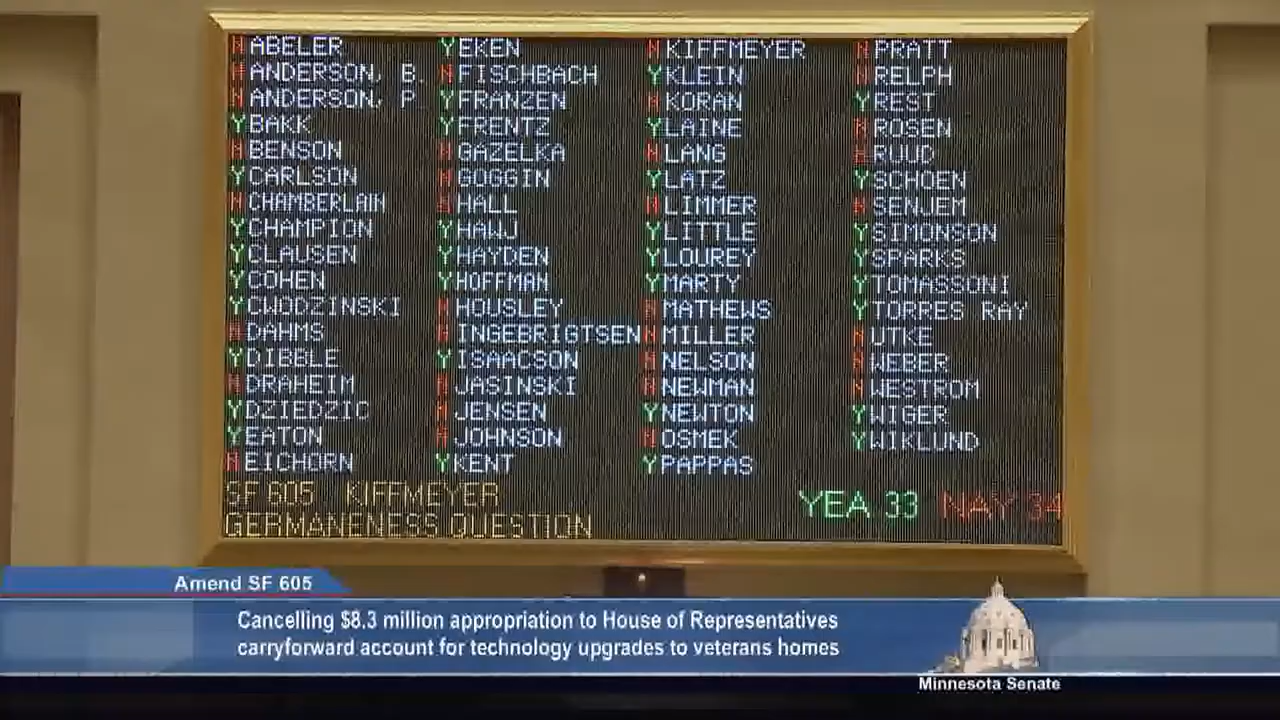 N ABELER Y EKEN N KIFFMEYER N PRATT
N ANDERSON, B. N FISCHBACH Y KLEIN N RELPH
N ANDERSON, P Y FRANZEN N KORAN Y REST
Y BAKK Y FRENTZ Y LAINE N ROSEN
N BENSON N GAZELKA N LANG N RUUD
Y CARLSON N GOGGIN Y LATZ Y SCHOEN
N CHAMBERLAIN N HALL N LIMMER N SENJEM
Y CHAMPION Y HAWJ Y LITTLE Y SIMONSON
Y CLAUSEN Y HAYDEN Y LOUREY Y SPARKS
Y COHEN Y HOFFMAN Y MARTY Y TOMASSONI
Y CWODZINSKI N HOUSLEY N MATHEWS Y TORRES RAY
N DAHMS N INGEBRIGTSEN N MILLER N UTKE
Y DIBBLE Y ISAACSON N NELSON N WEBER
N DRAHEIM N JASINSKI N NEWMAN N WESTROM
Y DZIEDZIC N JENSEN Y NEWTON Y WIGER
Y EATON N JOHNSON N OSMEK Y WIKLUND
N EICHORN Y KENT Y PAPPAS
SF 605 KIFFMEYER YEA 33 NAY 34
GERMANENESS QUESTION
Amend SF 605
Cancelling $8.3 million appropriation to House of Representatives
carryforward account for technology upgrades to veterans homes
Minnesota Senate